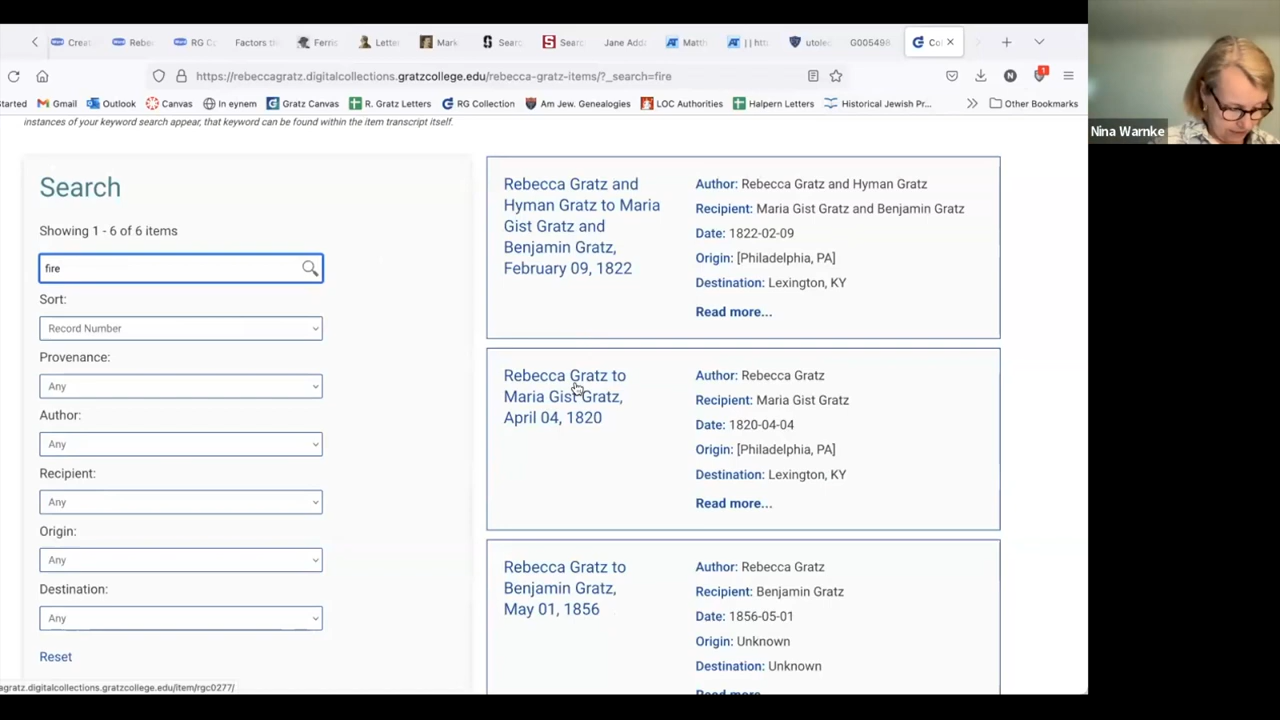 Creat
Rebe
RG Co
Factors th
Ferris
Letter
Mark
Searc
Searc
Jane Adda
Matth
| | htt
utoleo
G005498
Co
https://rebeccagratz.digitalcollections.gratzcollege.edu/rebecca-gratz-items/?_search=fire
Started
Gmail
Outlook
Canvas
In eynem
Gratz Canvas
R. Gratz Letters
RG Collection
Am Jew. Genealogies
LOC Authorities
Halpern Letters
Historical Jewish Pr...
Other Bookmarks
instances of your keyword search appear, that keyword can be found within the item transcript itself.
Search
Showing 1 - 6 of 6 items
fire
Sort:
Record Number
Provenance:
Any
Author:
Any
Recipient:
Any
Origin:
Any
Destination:
Any
Reset
Rebecca Gratz and
Hyman Gratz to Maria
Gist Gratz and
Benjamin Gratz,
February 09, 1822
Author: Rebecca Gratz and Hyman Gratz
Recipient: Maria Gist Gratz and Benjamin Gratz
Date: 1822-02-09
Origin: [Philadelphia, PA]
Destination: Lexington, KY
Read more...
Rebecca Gratz to
Maria Gist Gratz,
April 04, 1820
Author: Rebecca Gratz
Recipient: Maria Gist Gratz
Date: 1820-04-04
Origin: [Philadelphia, PA]
Destination: Lexington, KY
Read more...
Rebecca Gratz to
Benjamin Gratz,
May 01, 1856
Author: Rebecca Gratz
Recipient: Benjamin Gratz
Date: 1856-05-01
Origin: Unknown
Destination: Unknown
Read more
agratz.digitalcollections.gratzcollege.edu/item/rgc0277/
Nina Warnke